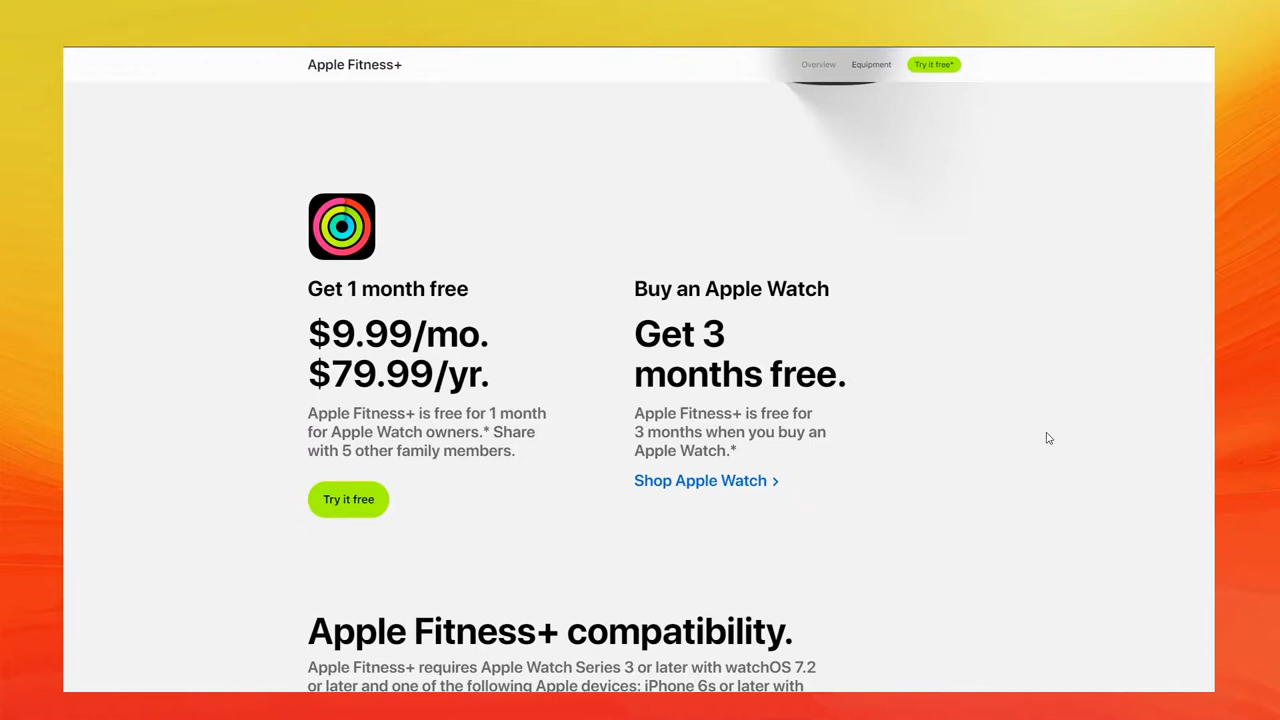 Apple Fitness+
Overview
Equipment
Try it free*
Get 1 month free
$9.99/mo.
$79.99/yr.
Apple Fitness+ is free for 1 month
for Apple Watch owners.* Share
with 5 other family members.
Try it free
Buy an Apple Watch
Get 3
months free.
Apple Fitness+ is free for
3 months when you buy an
Apple Watch.*
Shop Apple Watch >
Apple Fitness+ compatibility.
Apple Fitness+ requires Apple Watch Series 3 or later with watchOS 7.2
or later and one of the following Apple devices: iPhone 6s or later with